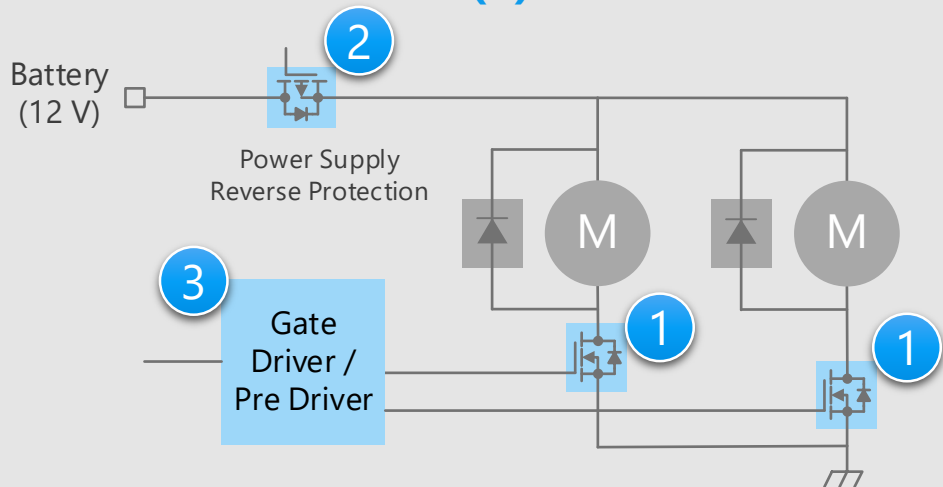 2
Battery
(12 V)
Power Supply
Reverse Protection
M
M
3
Gate
Driver /
Pre Driver
1
1